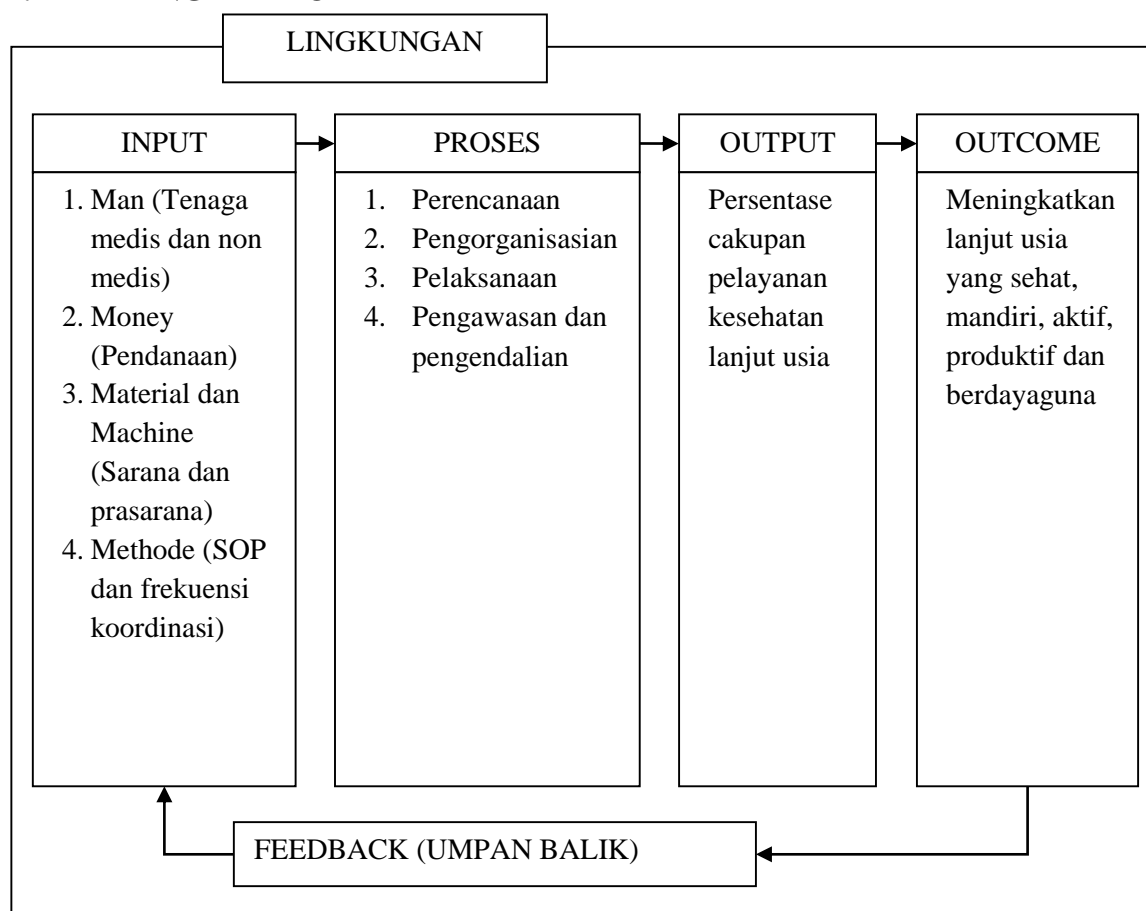 LINGKUNGAN
INPUT
1. Man (Tenaga
medis dan non
medis)
2. Money
(Pendanaan)
3. Material dan
Machine
(Sarana dan
prasarana)
4. Methode (SOP
dan frekuensi
koordinasi)
PROSES
1. Perencanaan
2. Pengorganisasian
3. Pelaksanaan
4. Pengawasan dan
pengendalian
OUTPUT
Persentase
cakupan
pelayanan
kesehatan
lanjut usia
OUTCOME
Meningkatkan
lanjut usia
yang sehat,
mandiri, aktif,
produktif dan
berdayaguna
FEEDBACK (UMPAN BALIK)